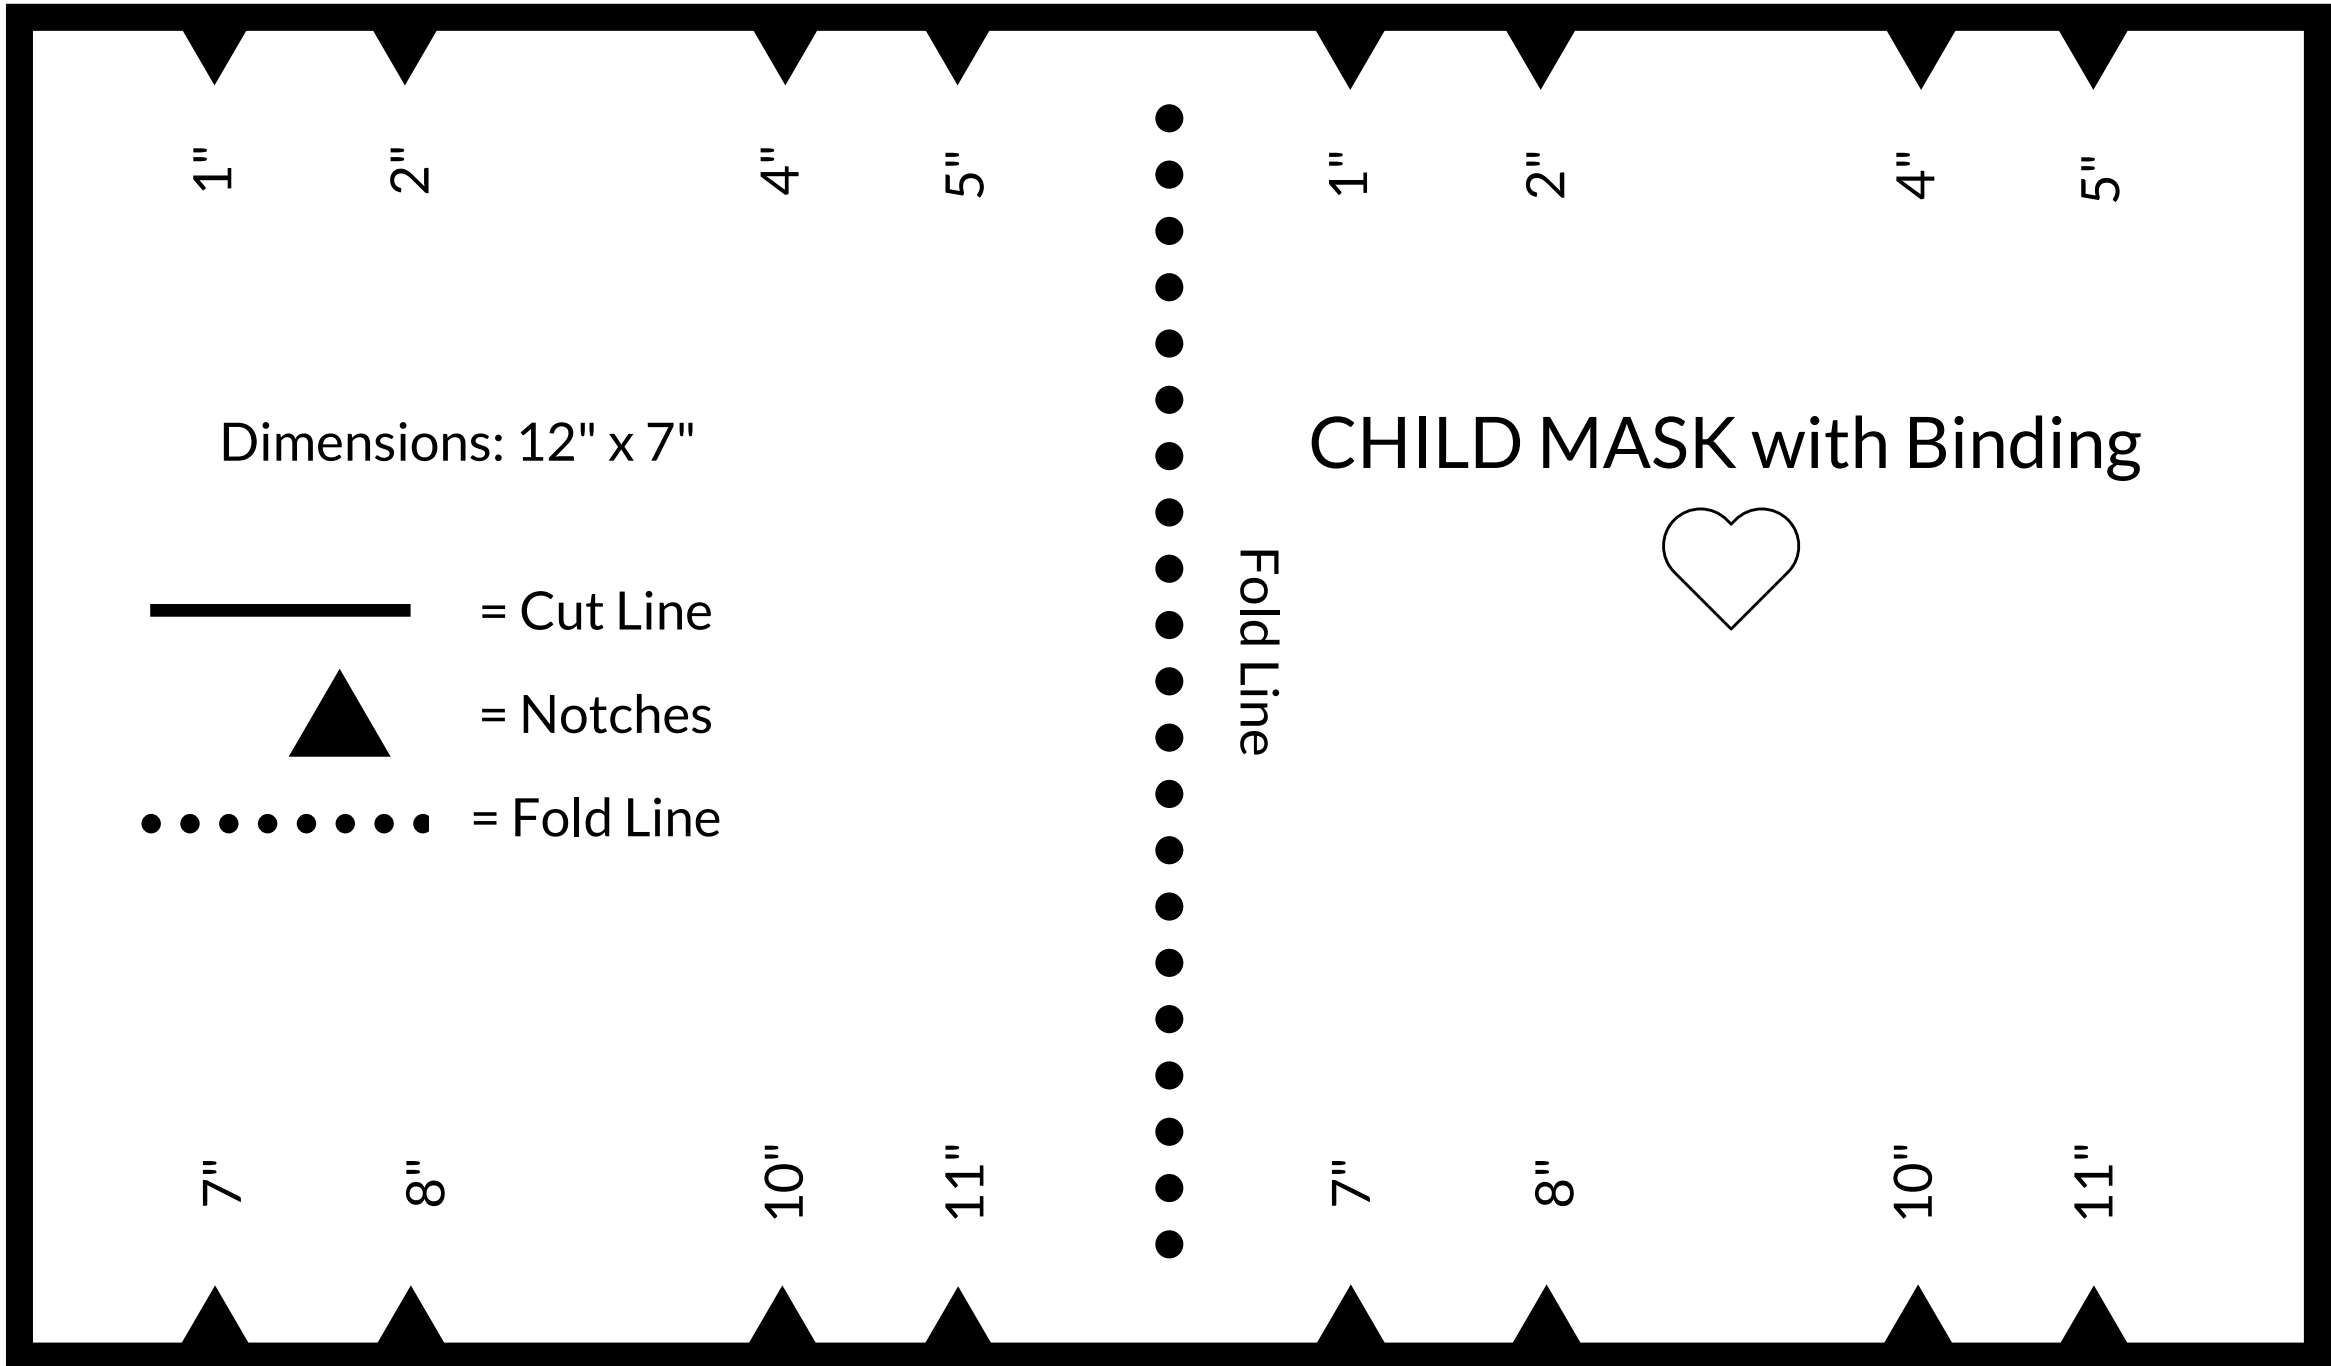 1" 2" 4" 5" 1" 2" 4" 5"
Dimensions: 12" x 7"
= Cut Line
= Notches
= Fold Line
CHILD MASK with Binding
Fold Line
7" 8" 10" 11" 7" 8" 10" 11"